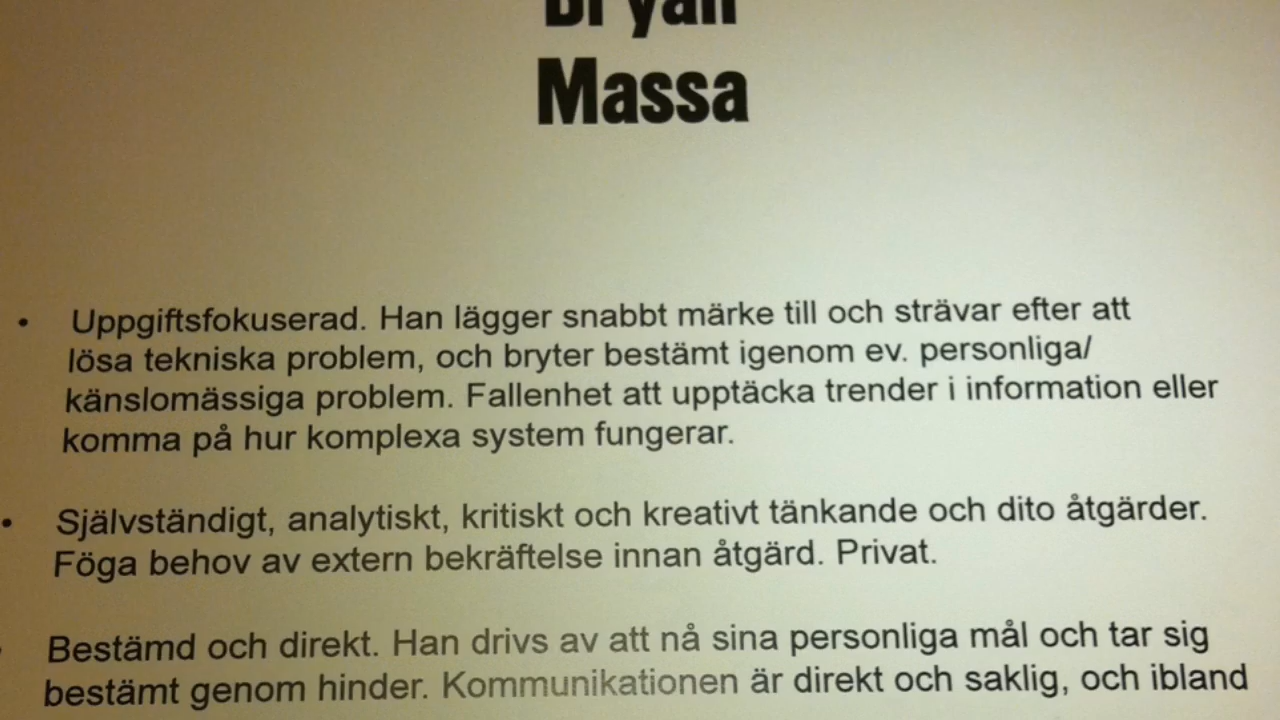 Bryan
Massa
• Uppgiftsfokuserad. Han lägger snabbt märke till och strävar efter att
lösa tekniska problem, och bryter bestämt igenom ev. personliga/
känslomässiga problem. Fallenhet att upptäcka trender i information eller
komma på hur komplexa system fungerar.
• Självständigt, analytiskt, kritiskt och kreativt tänkande och dito åtgärder.
Föga behov av extern bekräftelse innan åtgärd. Privat.
Bestämd och direkt. Han drivs av att nå sina personliga mål och tar sig
bestämt genom hinder. Kommunikationen är direkt och saklig, och ibland